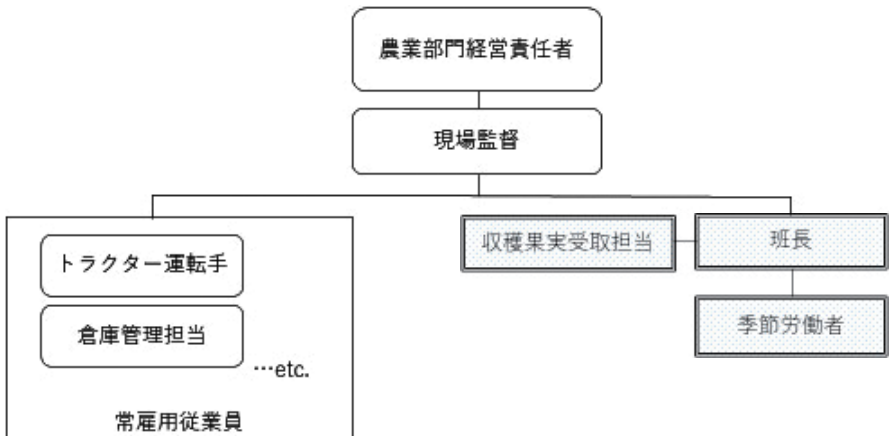 農業部門経営責任者
現場監督
収穫果実受取担当
班長
トラクター運転手
季節労働者
倉庫管理担当
…etc.
常雇用従業員